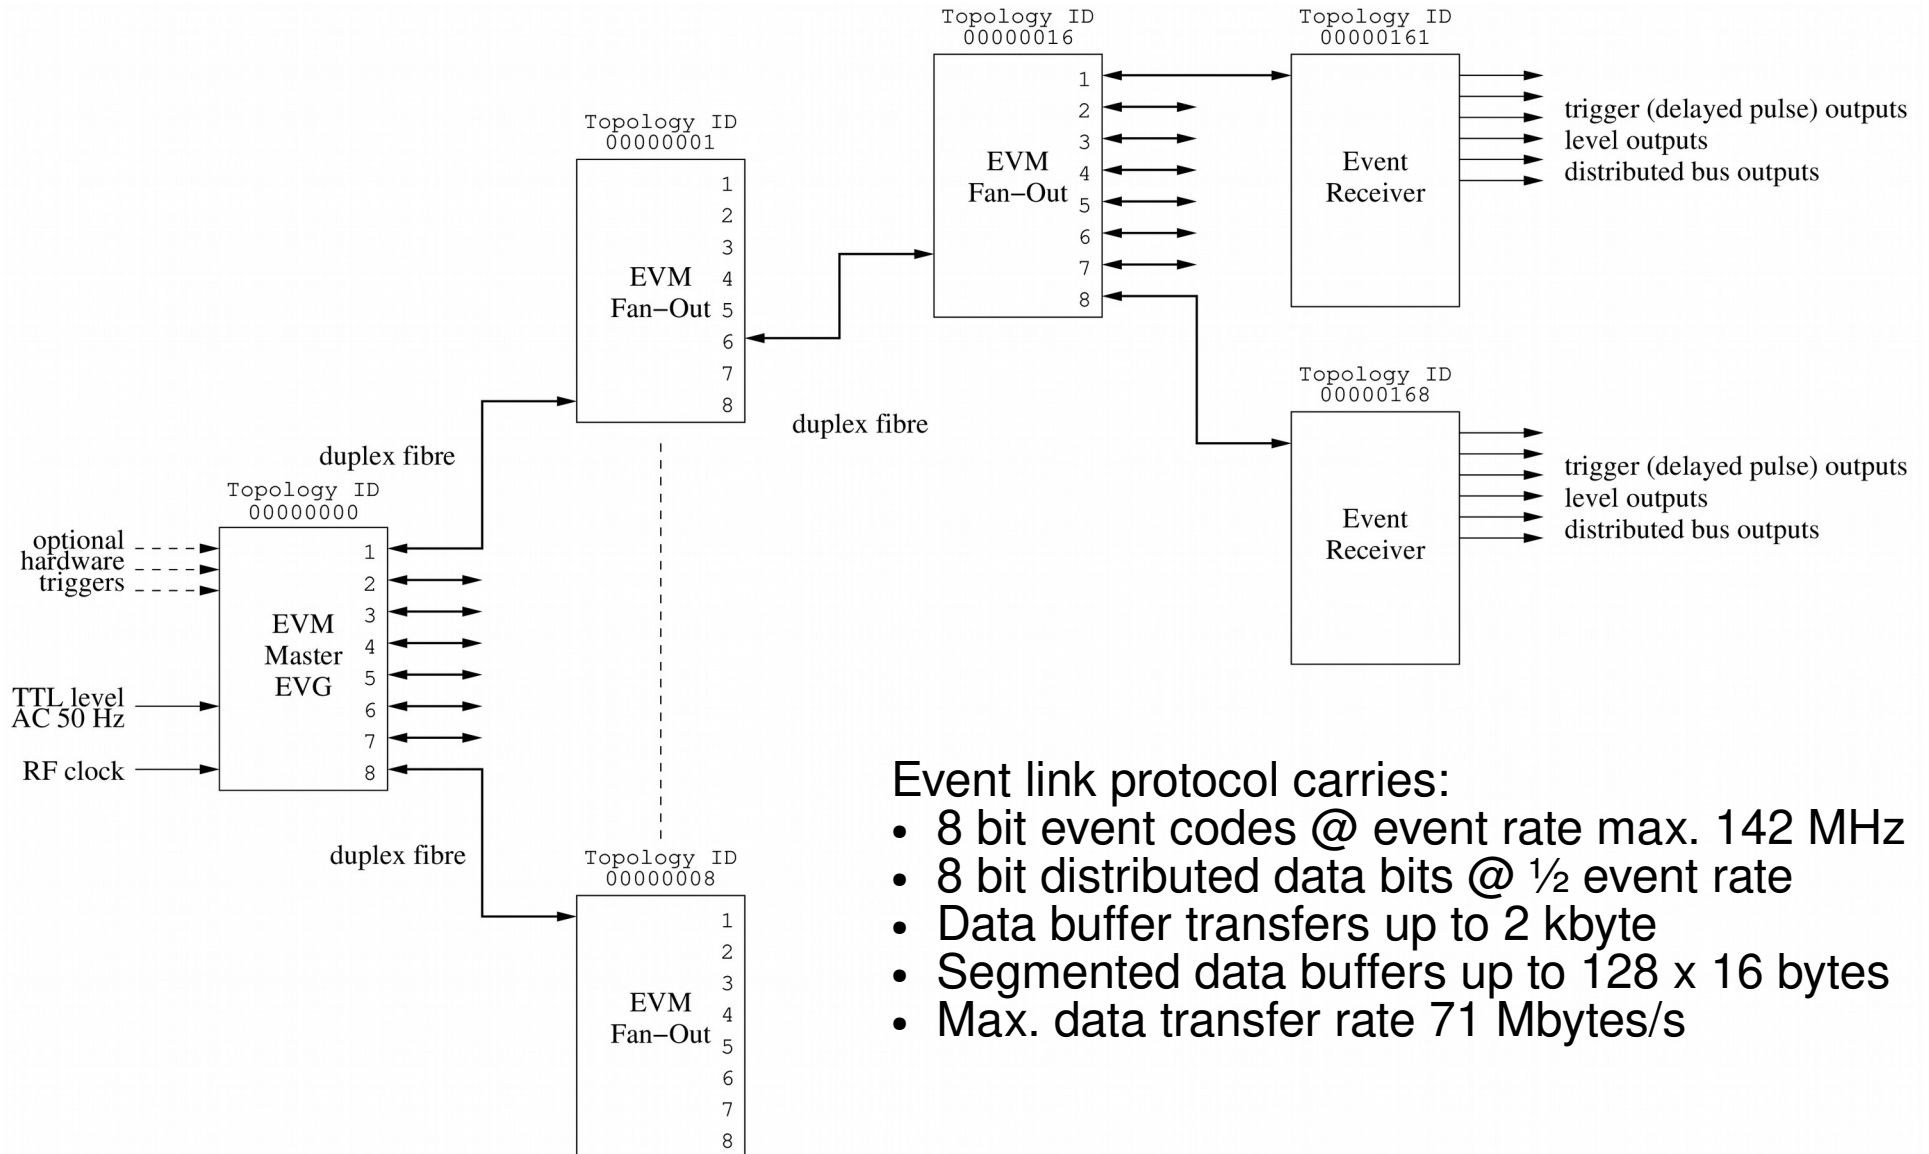 Topology ID
00000016
1
2
3
4
5
6
7
8
EVM
Fan−Out
Topology ID
00000161
Event
Receiver
trigger (delayed pulse) outputs
level outputs
distributed bus outputs
Topology ID
00000001
1
2
3
4
5
6
7
8
EVM
Fan−Out
duplex fibre
duplex fibre
Topology ID
00000168
Event
Receiver
trigger (delayed pulse) outputs
level outputs
distributed bus outputs
Topology ID
00000000
optional
hardware
triggers
TTL level
AC 50 Hz
RF clock
EVM
Master
EVG
1
2
3
4
5
6
7
8
duplex fibre
Topology ID
00000008
EVM
Fan−Out
1
2
3
4
5
6
7
8
Event link protocol carries:
• 8 bit event codes @ event rate max. 142 MHz
• 8 bit distributed data bits @ ½ event rate
• Data buffer transfers up to 2 kbyte
• Segmented data buffers up to 128 x 16 bytes
• Max. data transfer rate 71 Mbytes/s